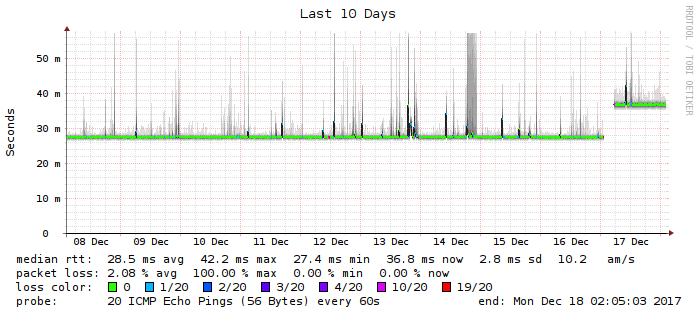 Last 10 Days
RRDTOOL / TOBI OETIKER
Seconds
50 m
40 m
30 m
20 m
10 m
0
08 Dec 09 Dec 10 Dec 11 Dec 12 Dec 13 Dec 14 Dec 15 Dec 16 Dec 17 Dec
median rtt: 28.5 ms avg 42.2 ms max 27.4 ms min 36.8 ms now 2.8 ms sd 10.2 am/s
packet loss: 2.08 % avg 100.00 % max 0.00 % min 0.00 % now
loss color: 0 1/20 2/20 3/20 4/20 10/20 19/20
probe: 20 ICMP Echo Pings (56 Bytes) every 60s end: Mon Dec 18 02:05:03 2017